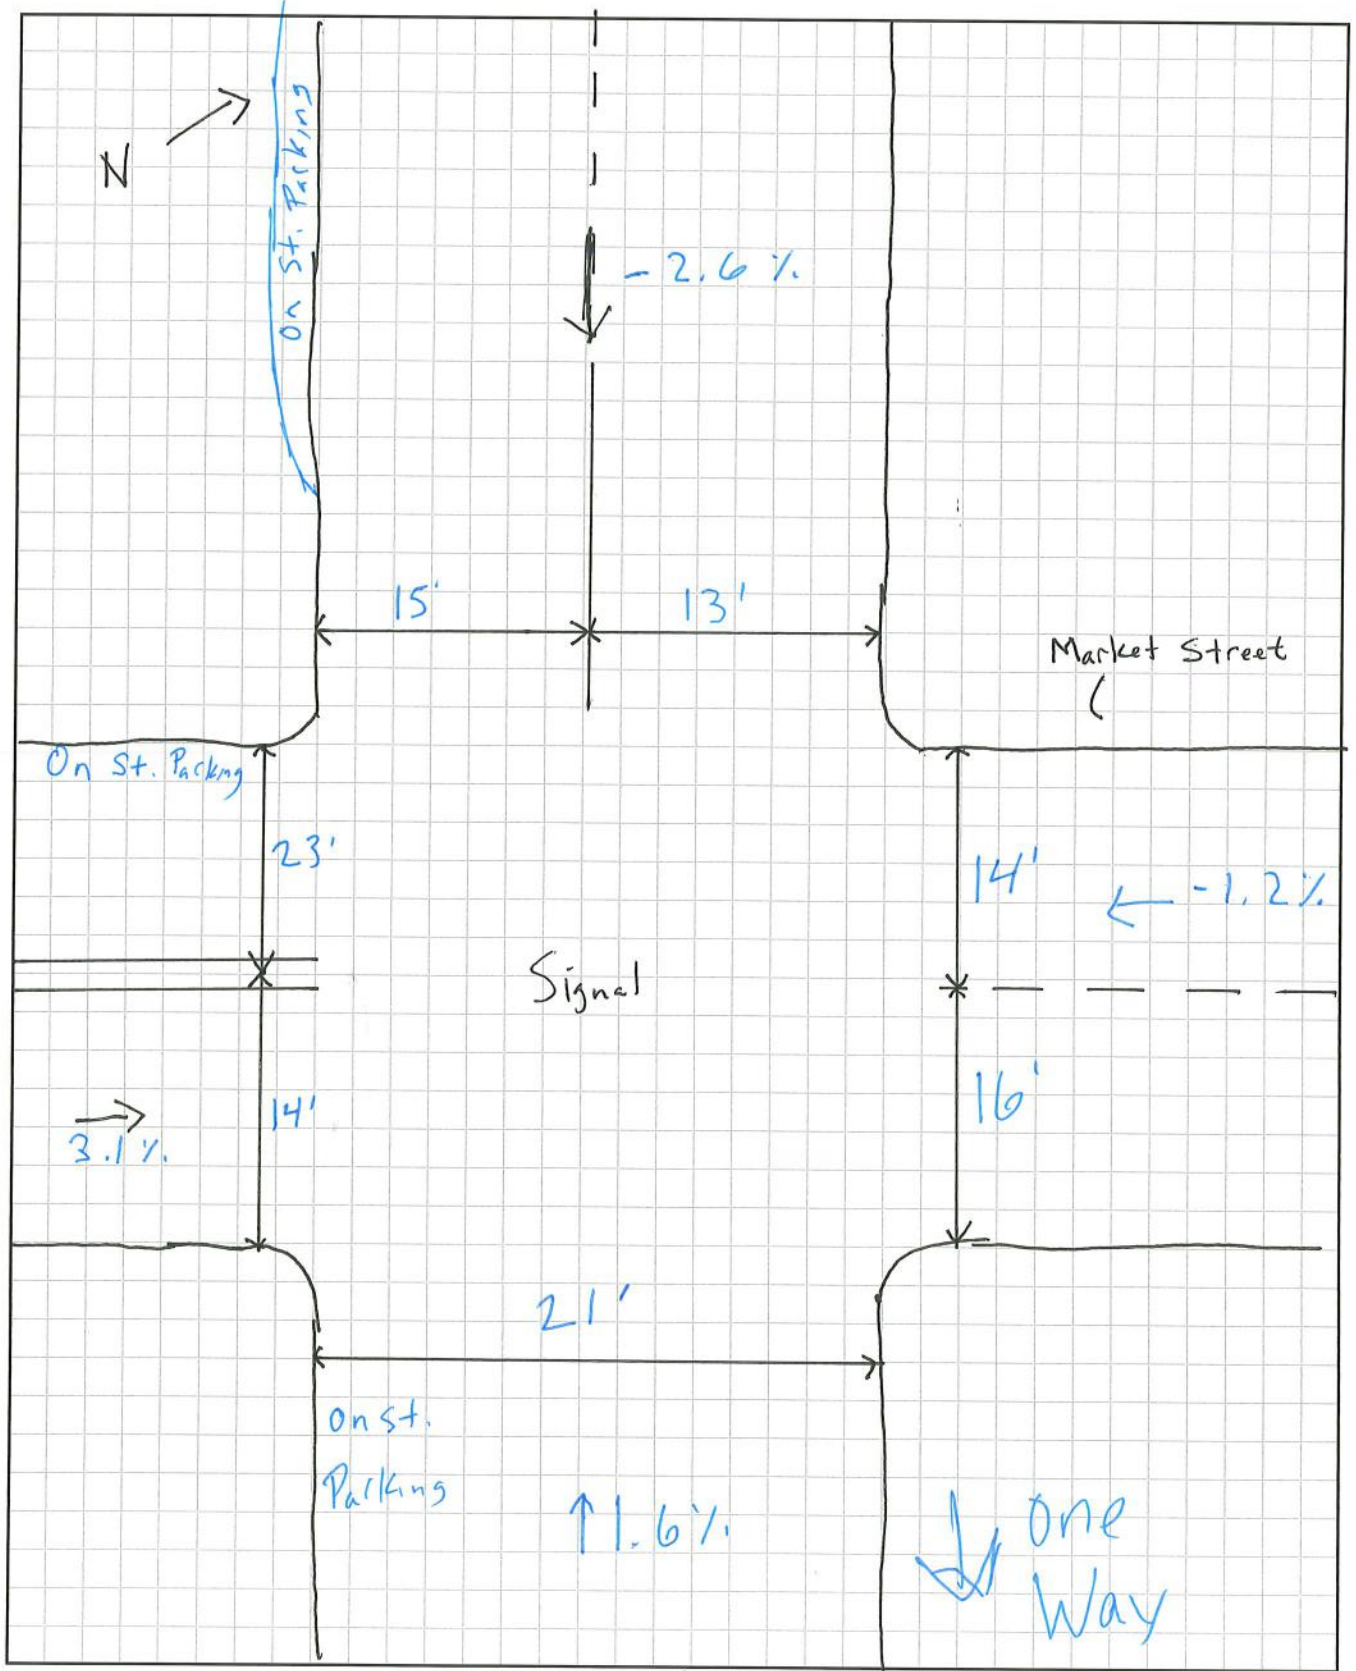 On St. Parking
N
- 2.6 %
15'
13'
Market Street
On St. Parking
23'
14'
← -1.2%
Signal
16'
14'
→
3.1 %
21'
On St.
Parking
↑ 1.6%
↓ One
Way